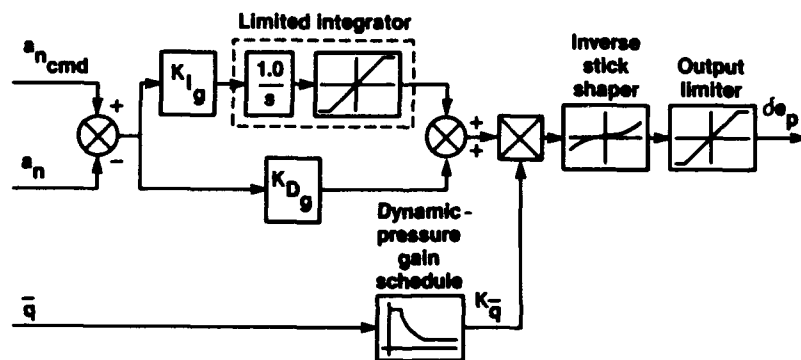 Limited integrator
a n cmd
+
−
a n
K I g
1.0
s
K D g
+
+
Inverse
stick
shaper
Output
limiter
δe p
Dynamic-
pressure
gain
schedule
q̄
K q̄